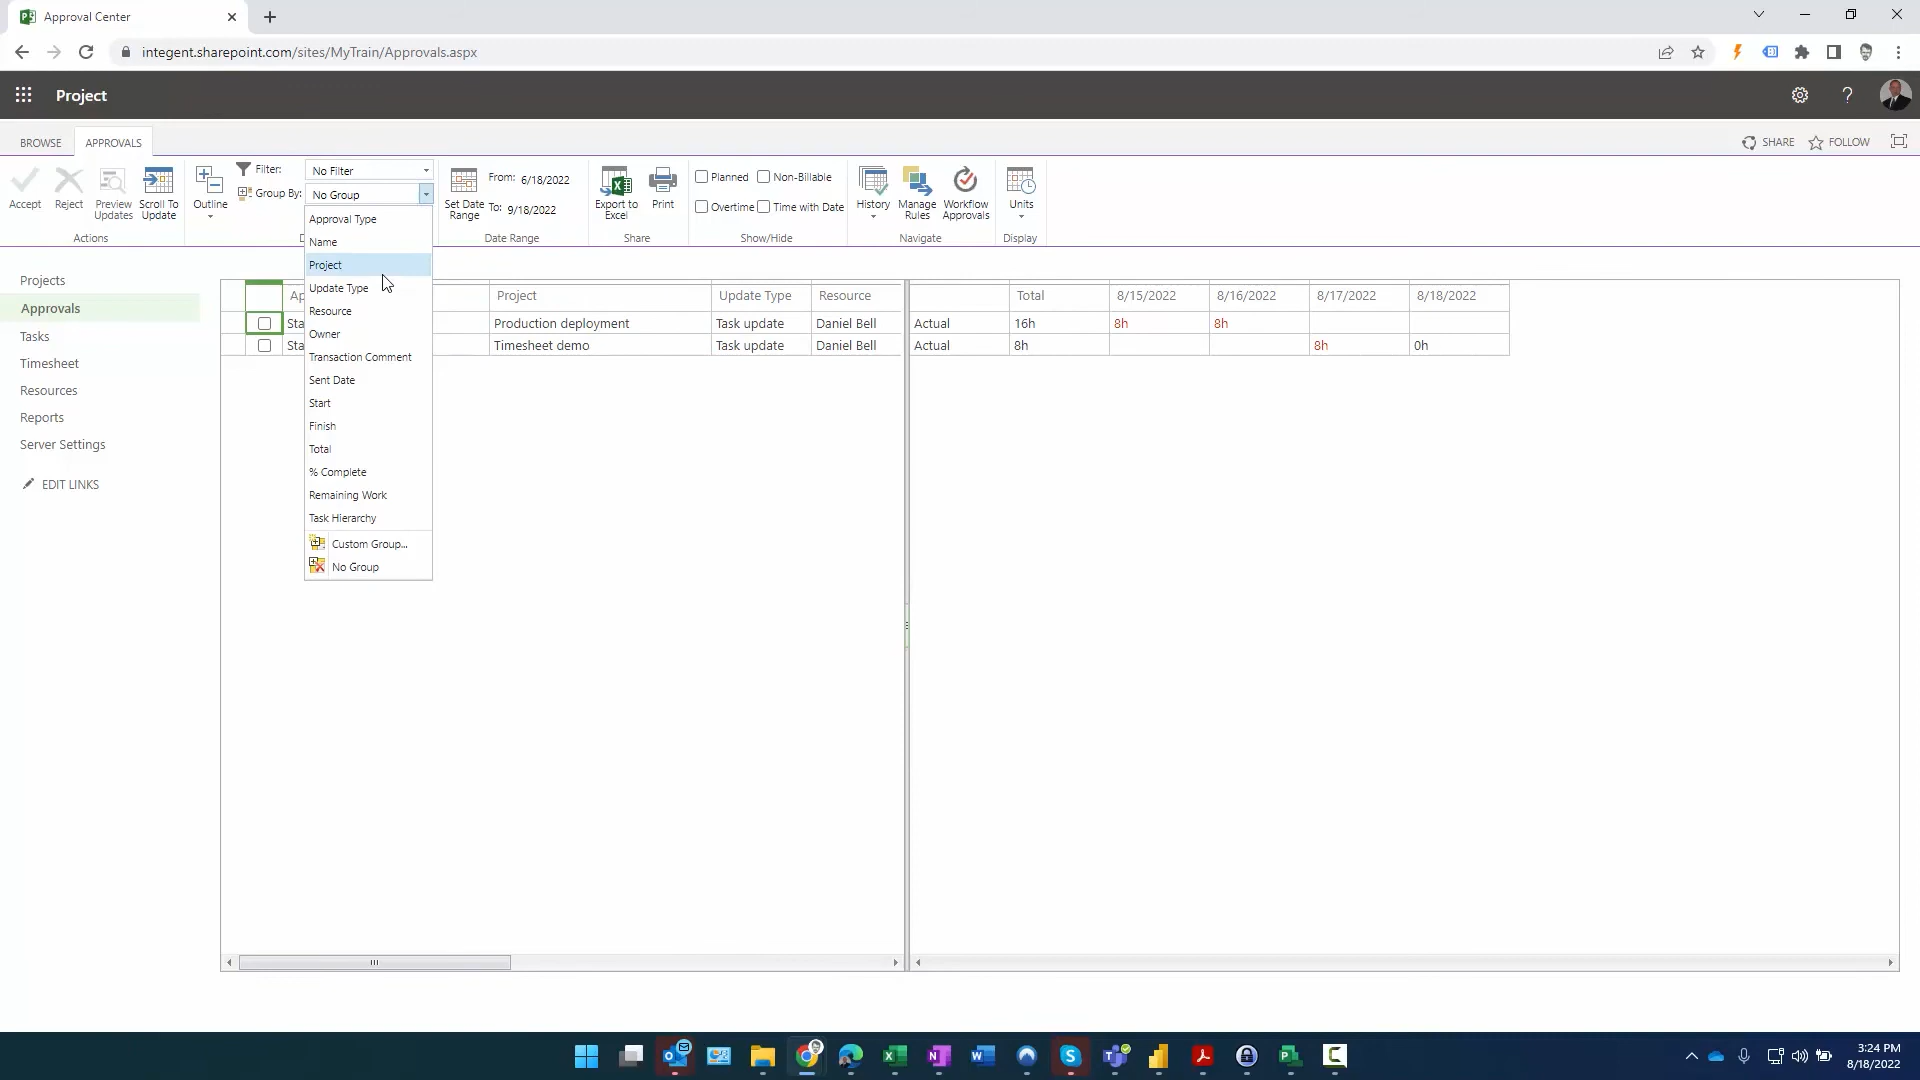 Approval Center
integent.sharepoint.com/sites/MyTrain/Approvals.aspx
Project
BROWSE
APPROVALS
SHARE
FOLLOW
Accept
Reject
Preview
Updates
Scroll To
Update
Actions
Outline
Filter:
No Filter
Group By:
No Group
Set Date
Range
From: 6/18/2022
To: 9/18/2022
Date Range
Export to
Excel
Print
Share
Planned
Non-Billable
Overtime
Time with Date
Show/Hide
History
Manage
Rules
Workflow
Approvals
Navigate
Units
Display
Approval Type
Name
Project
Update Type
Resource
Owner
Transaction Comment
Sent Date
Start
Finish
Total
% Complete
Remaining Work
Task Hierarchy
Custom Group...
No Group
Projects
Approvals
Tasks
Timesheet
Resources
Reports
Server Settings
EDIT LINKS
Project Update Type Resource Total 8/15/2022 8/16/2022 8/17/2022 8/18/2022
Sta Production deployment Task update Daniel Bell Actual 16h 8h 8h
Sta Timesheet demo Task update Daniel Bell Actual 8h 8h 0h
3:24 PM
8/18/2022